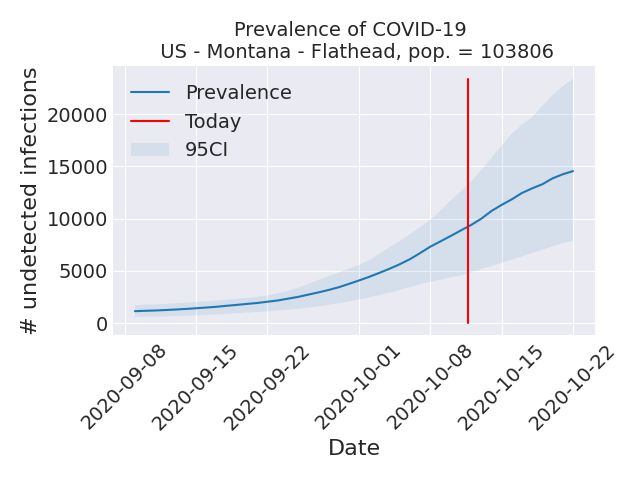 Prevalence of COVID-19
US - Montana - Flathead, pop. = 103806
# undetected infections
20000
15000
10000
5000
0
Prevalence
Today
95CI
2020-09-08
2020-09-15
2020-09-22
2020-10-01
2020-10-08
2020-10-15
2020-10-22
Date